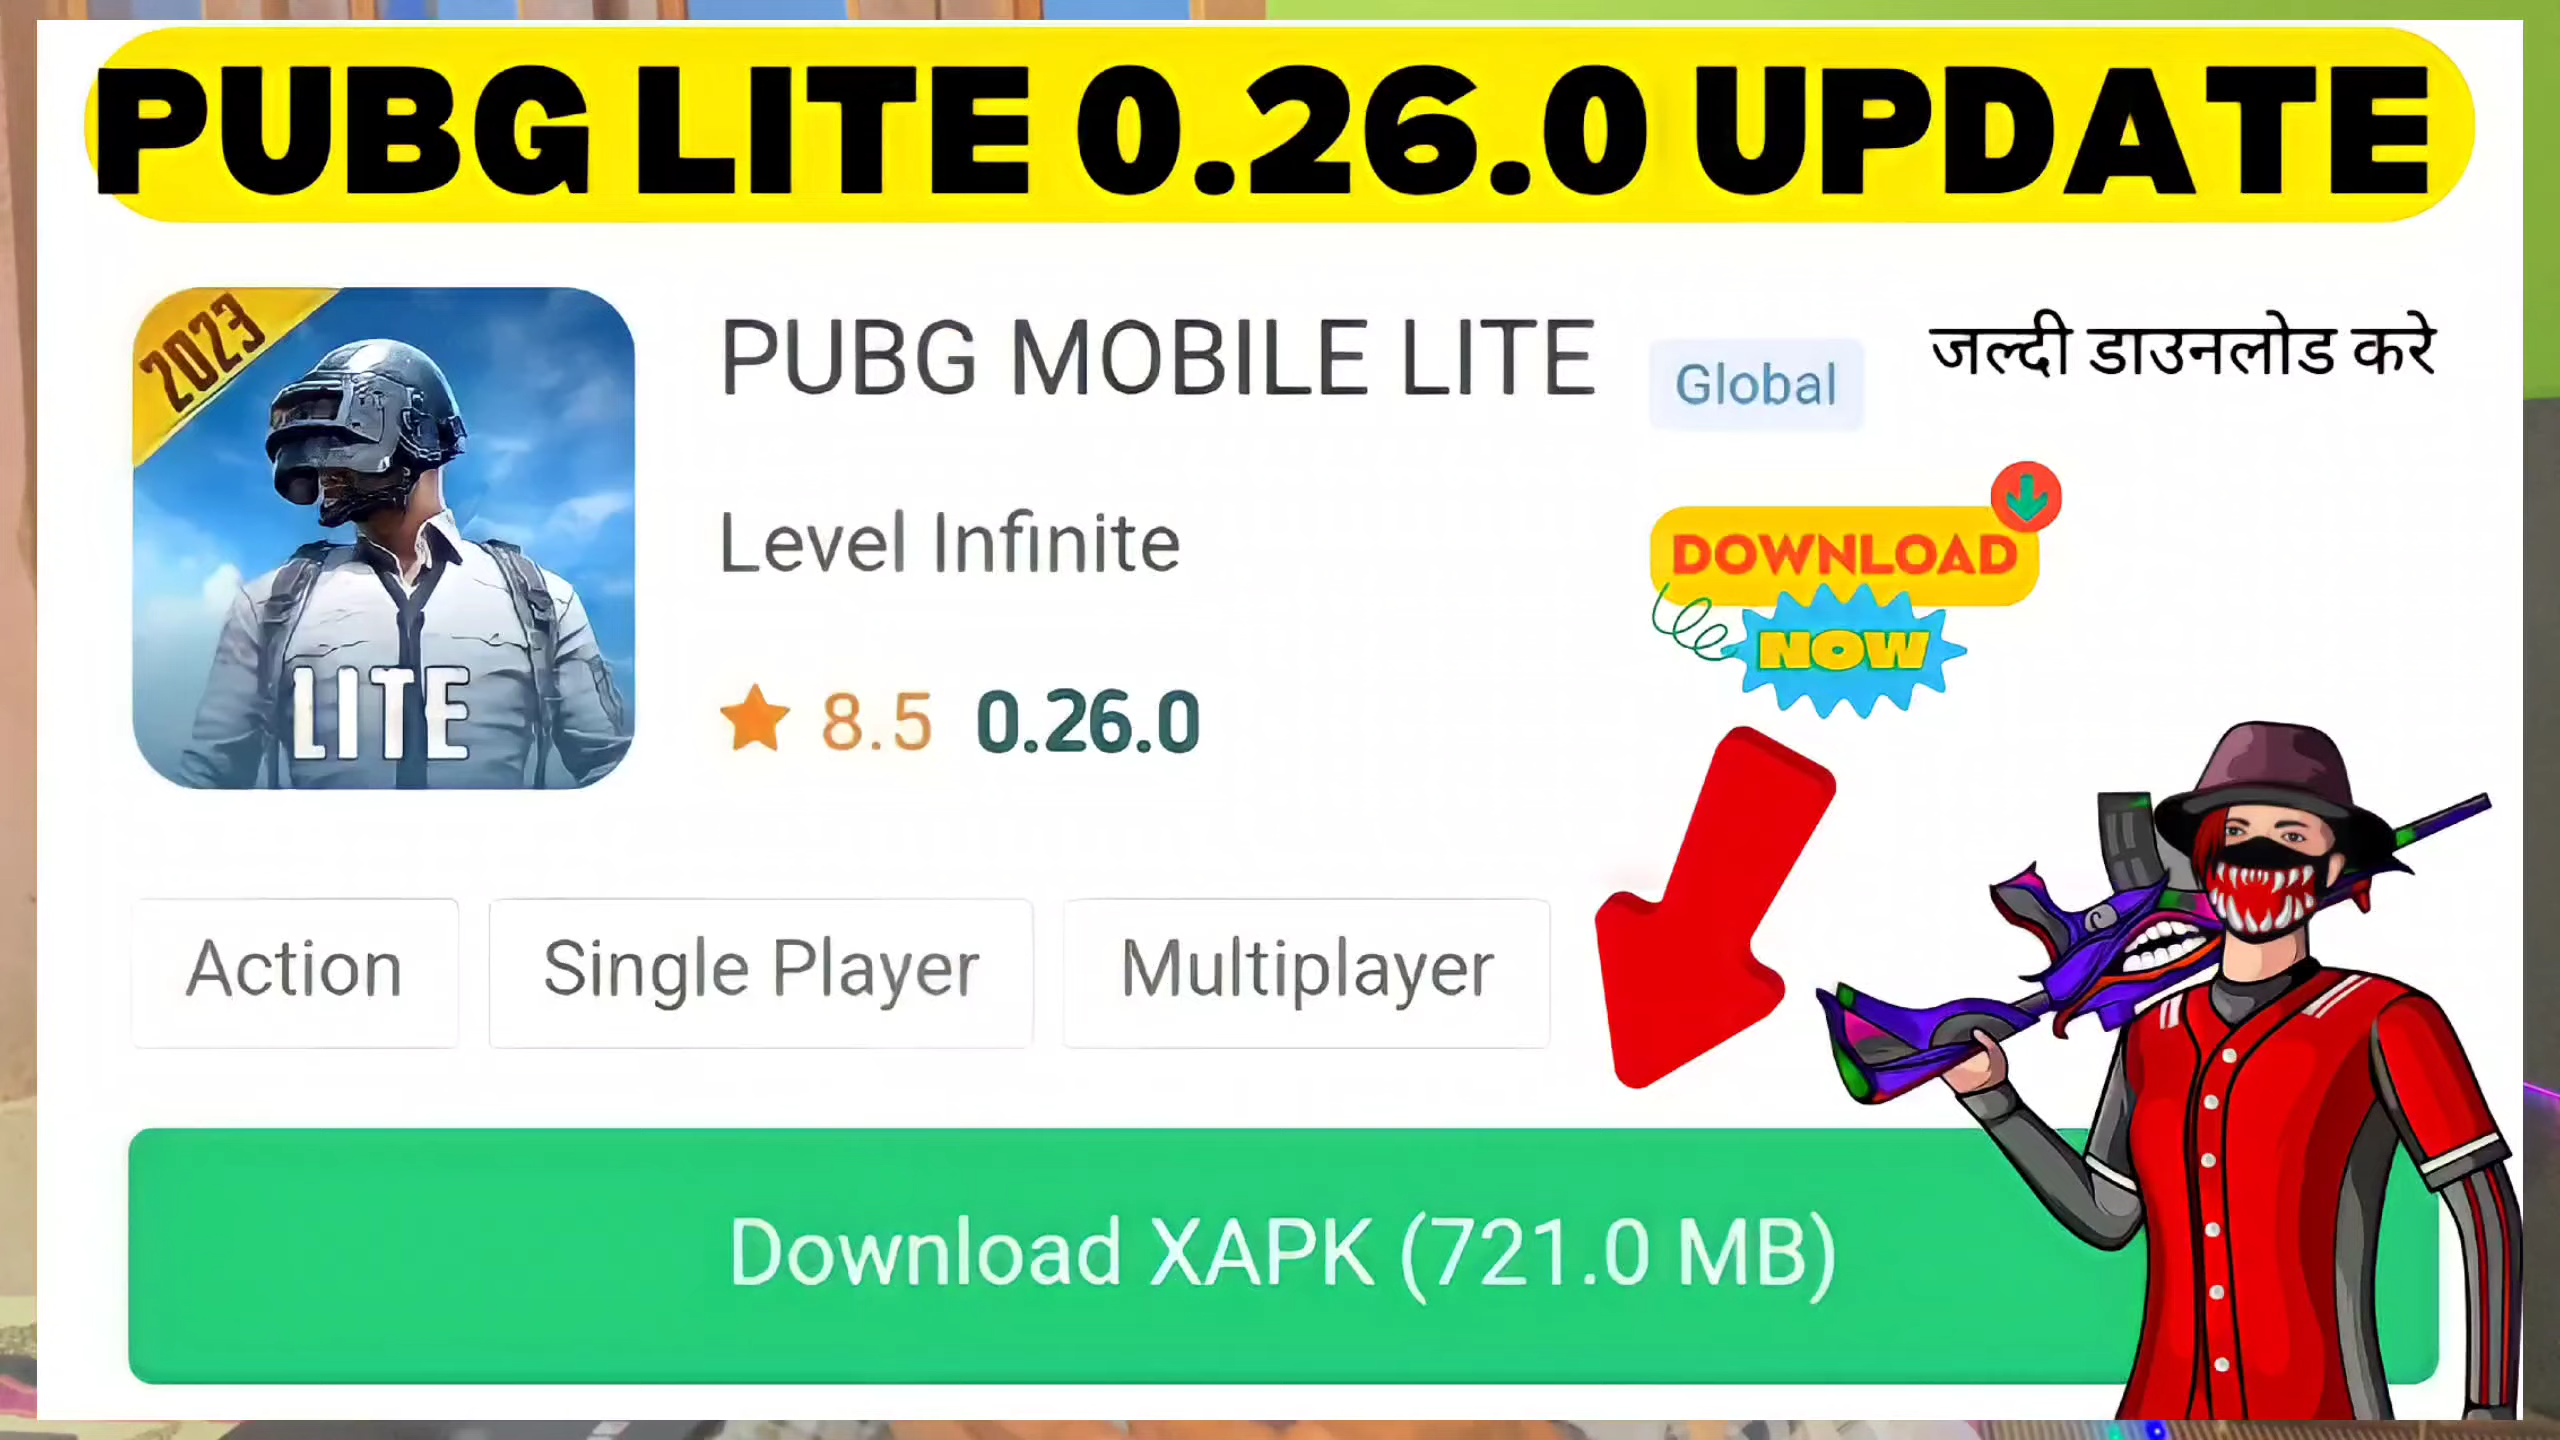 PUBG LITE 0.26.0 UPDATE
2023
LITE
PUBG MOBILE LITE
Global
जल्दी डाउनलोड करे
Level Infinite
DOWNLOAD
NOW
8.5 0.26.0
Action
Single Player
Multiplayer
Download XAPK (721.0 MB)